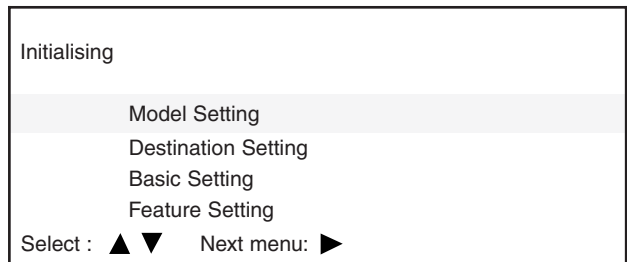 Initialising
Model Setting
Destination Setting
Basic Setting
Feature Setting
Select : ▲ ▼ Next menu: ▶